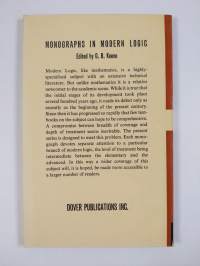 MONOGRAPHS IN MODERN LOGIC
Edited by G. B. Keene
Modern Logic, like mathematics, is a highly-
specialised subject with an extensive technical
literature. But unlike mathematics it is a relative
newcomer to the academic scene. While it is true that
the initial stages of its development took place
several hundred years ago, it made its début only as
recently as the beginning of the present century.
Since then it has progressed so rapidly that few text-
books on the subject can hope to be comprehensive.
A compromise between breadth of coverage and
depth of treatment seems inevitable. The present
series is designed to meet this problem. Each mono-
graph devotes separate attention to a particular
branch of modern logic, the level of treatment being
intermediate between the elementary and the
advanced. In this way a wider coverage of this
subject will, it is hoped, be made more accessible to
a larger number of readers.
DOVER PUBLICATIONS INC.